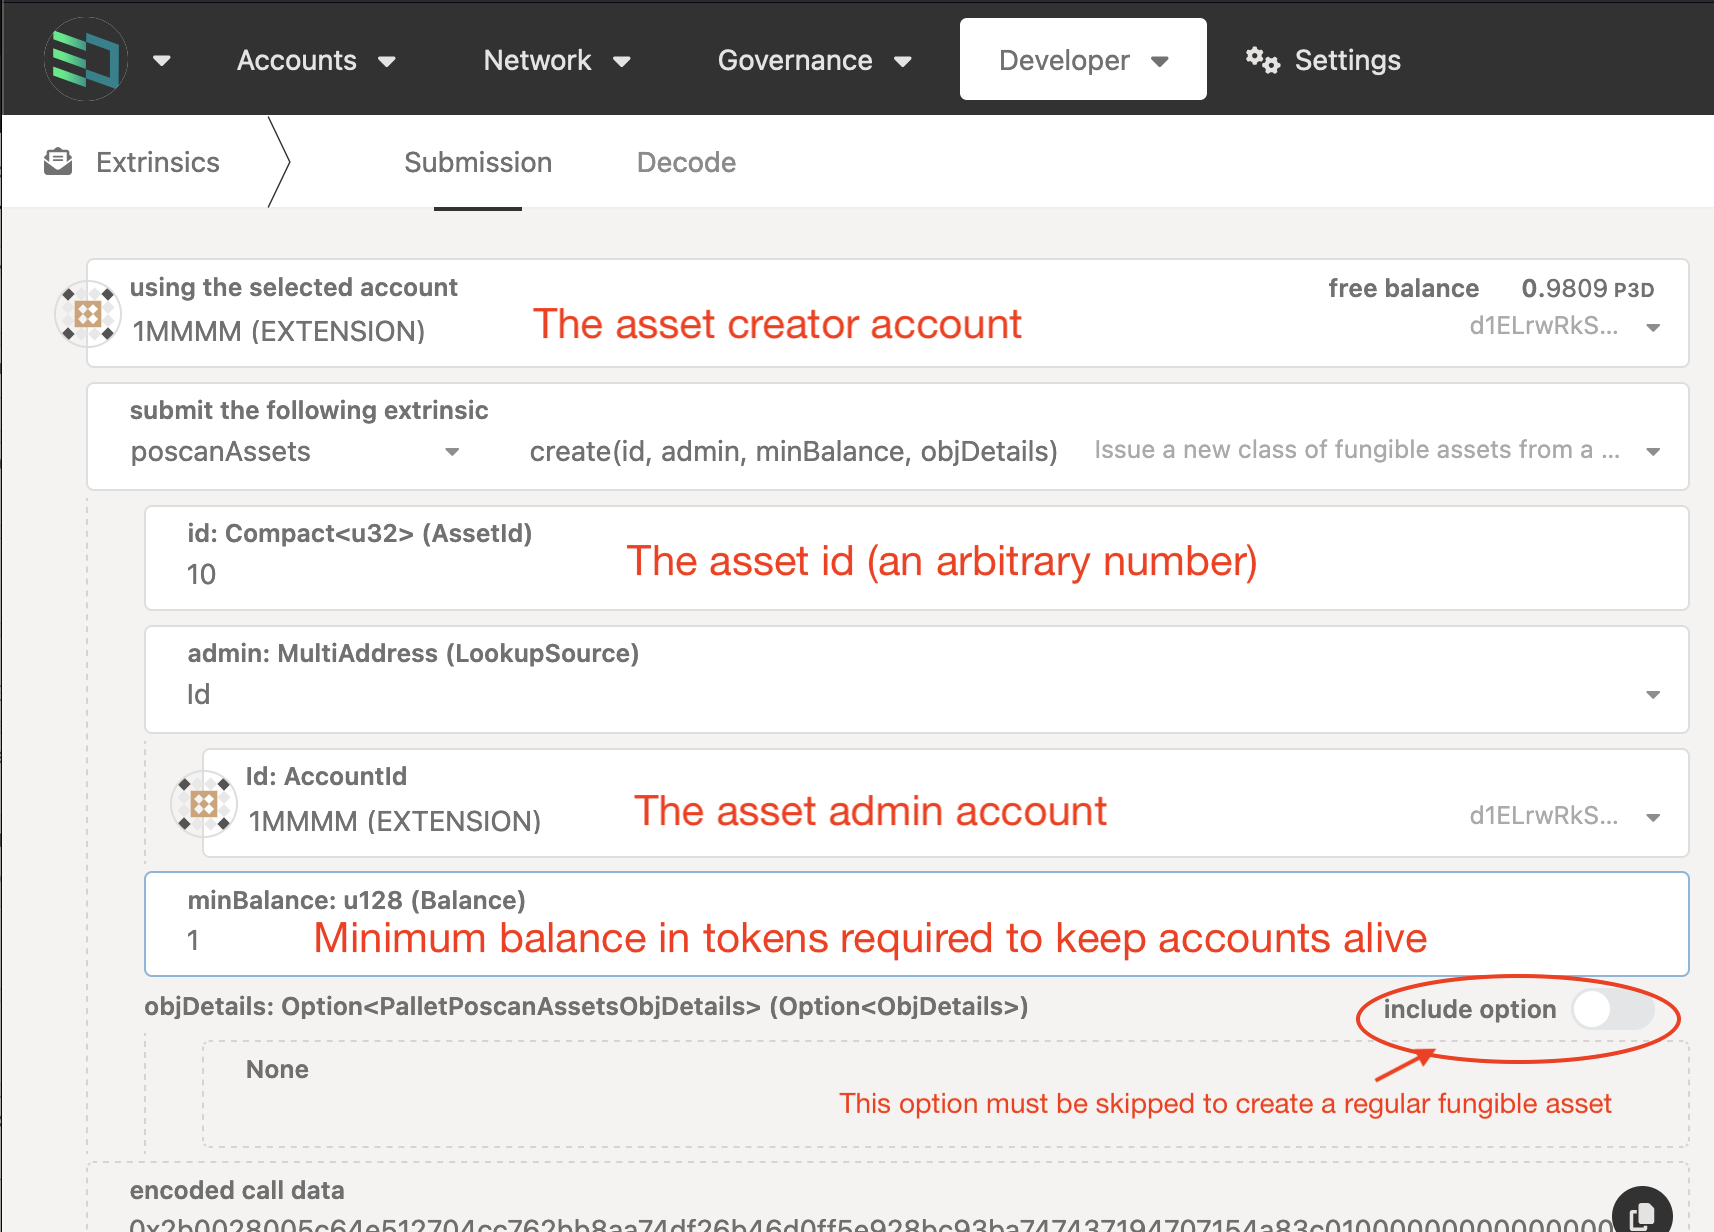 Accounts Network Governance Developer Settings
Extrinsics Submission Decode
using the selected account free balance 0.9809 P3D
1MMMM (EXTENSION) The asset creator account d1ELrwRkS...
submit the following extrinsic
poscanAssets create(id, admin, minBalance, objDetails) Issue a new class of fungible assets from a ...
id: Compact<u32> (AssetId)
10 The asset id (an arbitrary number)
admin: MultiAddress (LookupSource)
Id
Id: AccountId
1MMMM (EXTENSION) The asset admin account d1ELrwRkS...
minBalance: u128 (Balance)
1 Minimum balance in tokens required to keep accounts alive
objDetails: Option<PalletPoscanAssetsObjDetails> (Option<ObjDetails>) include option
None
This option must be skipped to create a regular fungible asset
encoded call data